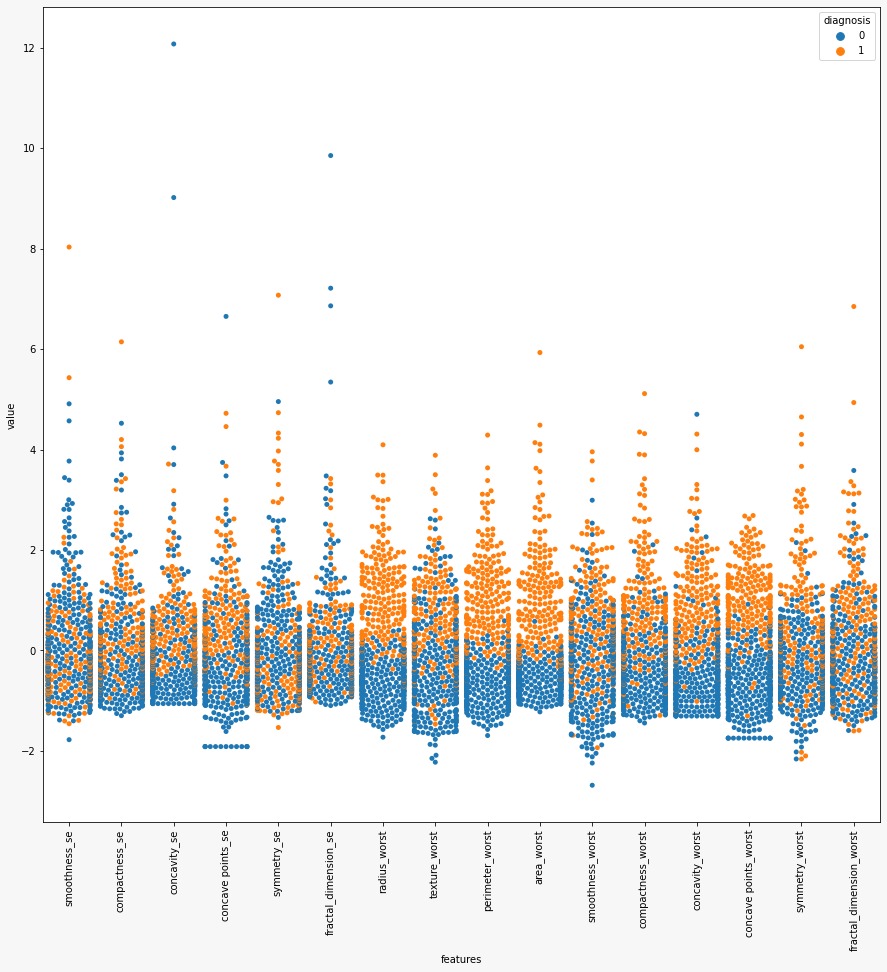 diagnosis
0
1
12
10
8
6
4
2
0
−2
value
smoothness_se
compactness_se
concavity_se
concave points_se
symmetry_se
fractal_dimension_se
radius_worst
texture_worst
perimeter_worst
area_worst
smoothness_worst
compactness_worst
concavity_worst
concave points_worst
symmetry_worst
fractal_dimension_worst
features